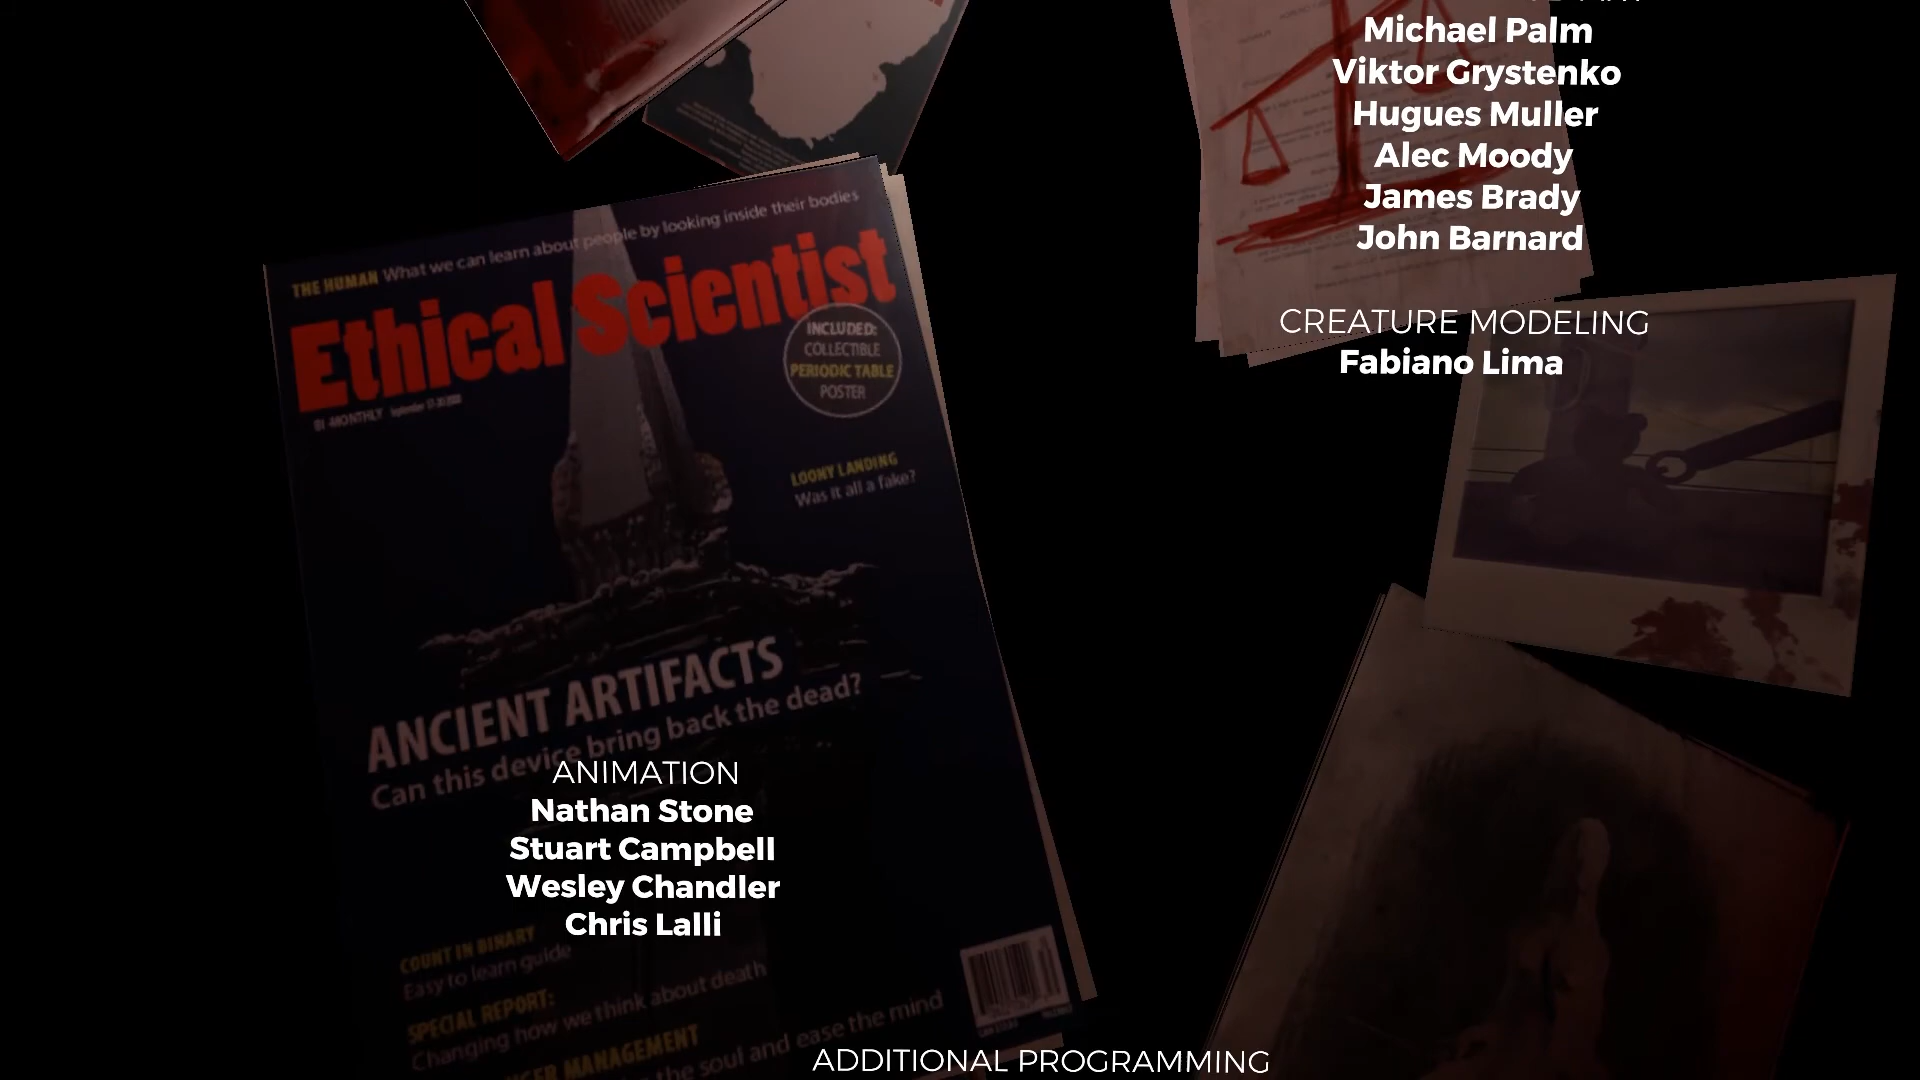 Michael Palm
Viktor Grystenko
Hugues Muller
Alec Moody
James Brady
John Barnard
CREATURE MODELING
Fabiano Lima
THE HUMAN What we can learn about people by looking inside their bodies
Ethical Scientist
BI-MONTHLY
INCLUDED:
COLLECTIBLE
PERIODIC TABLE
POSTER
LOONY LANDING
Was it all a fake?
ANCIENT ARTIFACTS
Can this device bring back the dead?
ANIMATION
Nathan Stone
Stuart Campbell
Wesley Chandler
Chris Lalli
COUNT IN BINARY
Easy to learn guide
SPECIAL REPORT:
Changing how we think about death
MANAGEMENT
the soul and ease the mind
ADDITIONAL PROGRAMMING